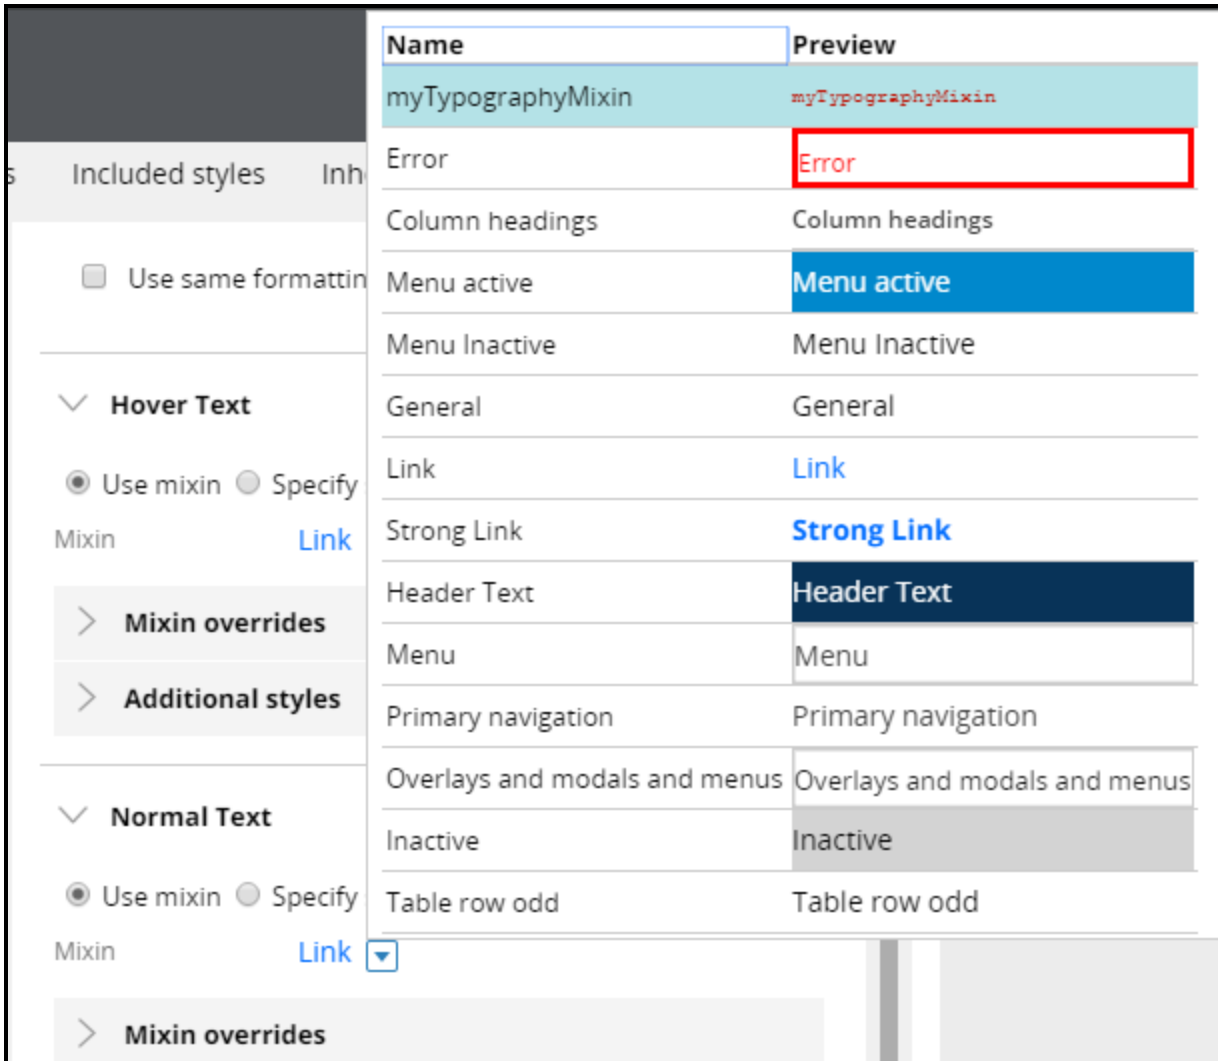 Name Preview
myTypographyMixin myTypographyMixin
Error Error
Column headings Column headings
Menu active Menu active
Menu Inactive Menu Inactive
General General
Link Link
Strong Link Strong Link
Header Text Header Text
Menu Menu
Primary navigation Primary navigation
Overlays and modals and menus Overlays and modals and menus
Inactive Inactive
Table row odd Table row odd
s Included styles Inh
Use same formattin
Hover Text
Use mixin Specify
Mixin Link
Mixin overrides
Additional styles
Normal Text
Use mixin Specify
Mixin Link
Mixin overrides